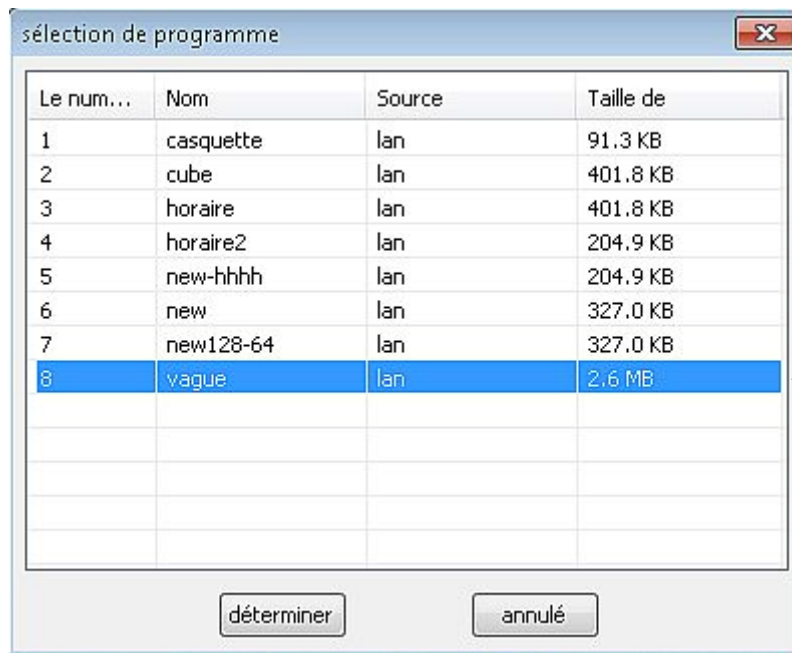 sélection de programme
Le num... Nom Source Taille de
1 casquette lan 91.3 KB
2 cube lan 401.8 KB
3 horaire lan 401.8 KB
4 horaire2 lan 204.9 KB
5 new-hhhh lan 204.9 KB
6 new lan 327.0 KB
7 new128-64 lan 327.0 KB
8 vague lan 2.6 MB
déterminer annulé